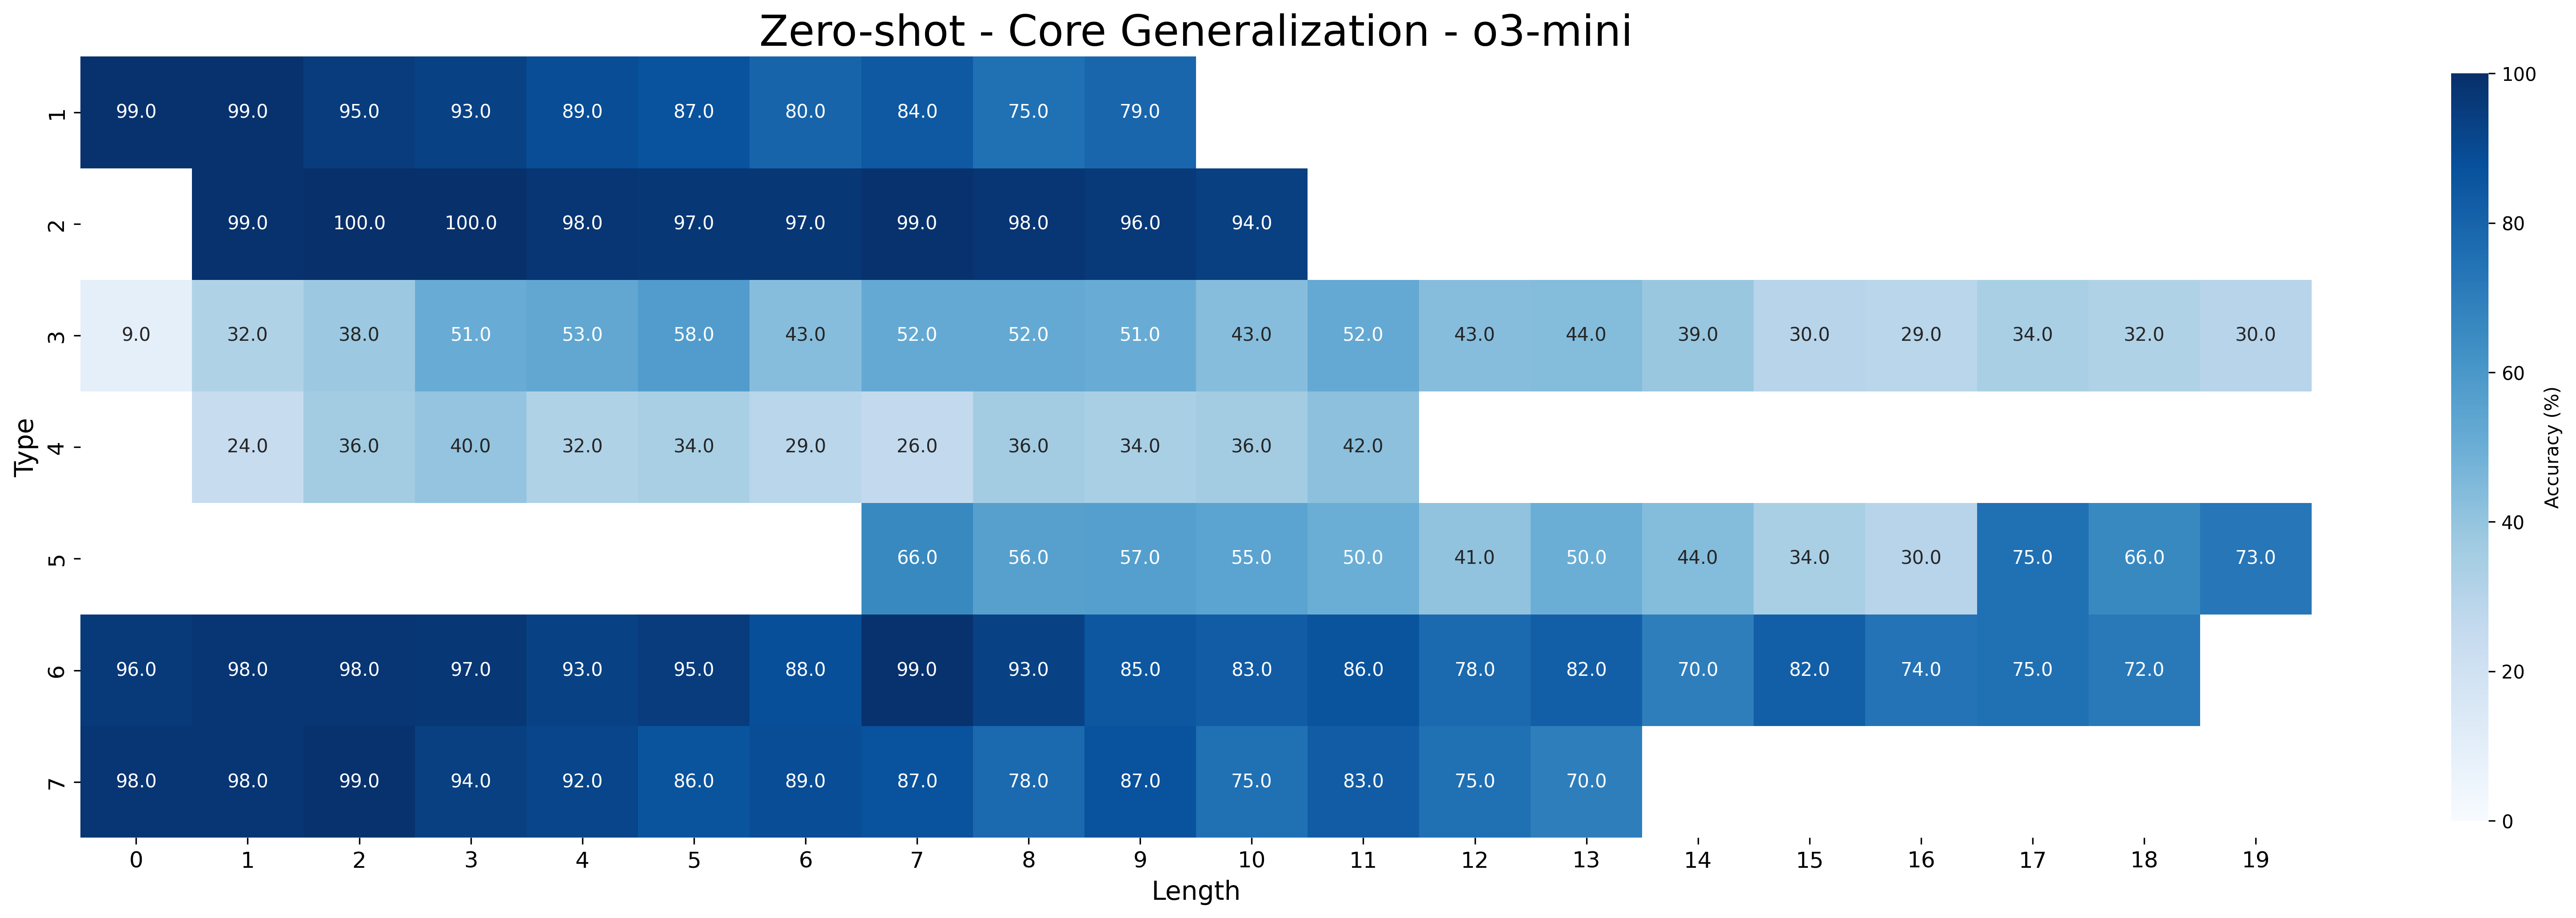 Zero-shot - Core Generalization - o3-mini
1 99.0 99.0 95.0 93.0 89.0 87.0 80.0 84.0 75.0 79.0
2 99.0 100.0 100.0 98.0 97.0 97.0 99.0 98.0 96.0 94.0
3 9.0 32.0 38.0 51.0 53.0 58.0 43.0 52.0 52.0 51.0 43.0 52.0 43.0 44.0 39.0 30.0 29.0 34.0 32.0 30.0
4 24.0 36.0 40.0 32.0 34.0 29.0 26.0 36.0 34.0 36.0 42.0
5 66.0 56.0 57.0 55.0 50.0 41.0 50.0 44.0 34.0 30.0 75.0 66.0 73.0
6 96.0 98.0 98.0 97.0 93.0 95.0 88.0 99.0 93.0 85.0 83.0 86.0 78.0 82.0 70.0 82.0 74.0 75.0 72.0
7 98.0 98.0 99.0 94.0 92.0 86.0 89.0 87.0 78.0 87.0 75.0 83.0 75.0 70.0
0 1 2 3 4 5 6 7 8 9 10 11 12 13 14 15 16 17 18 19
Length
Type
100
80
60
40
20
0
Accuracy (%)